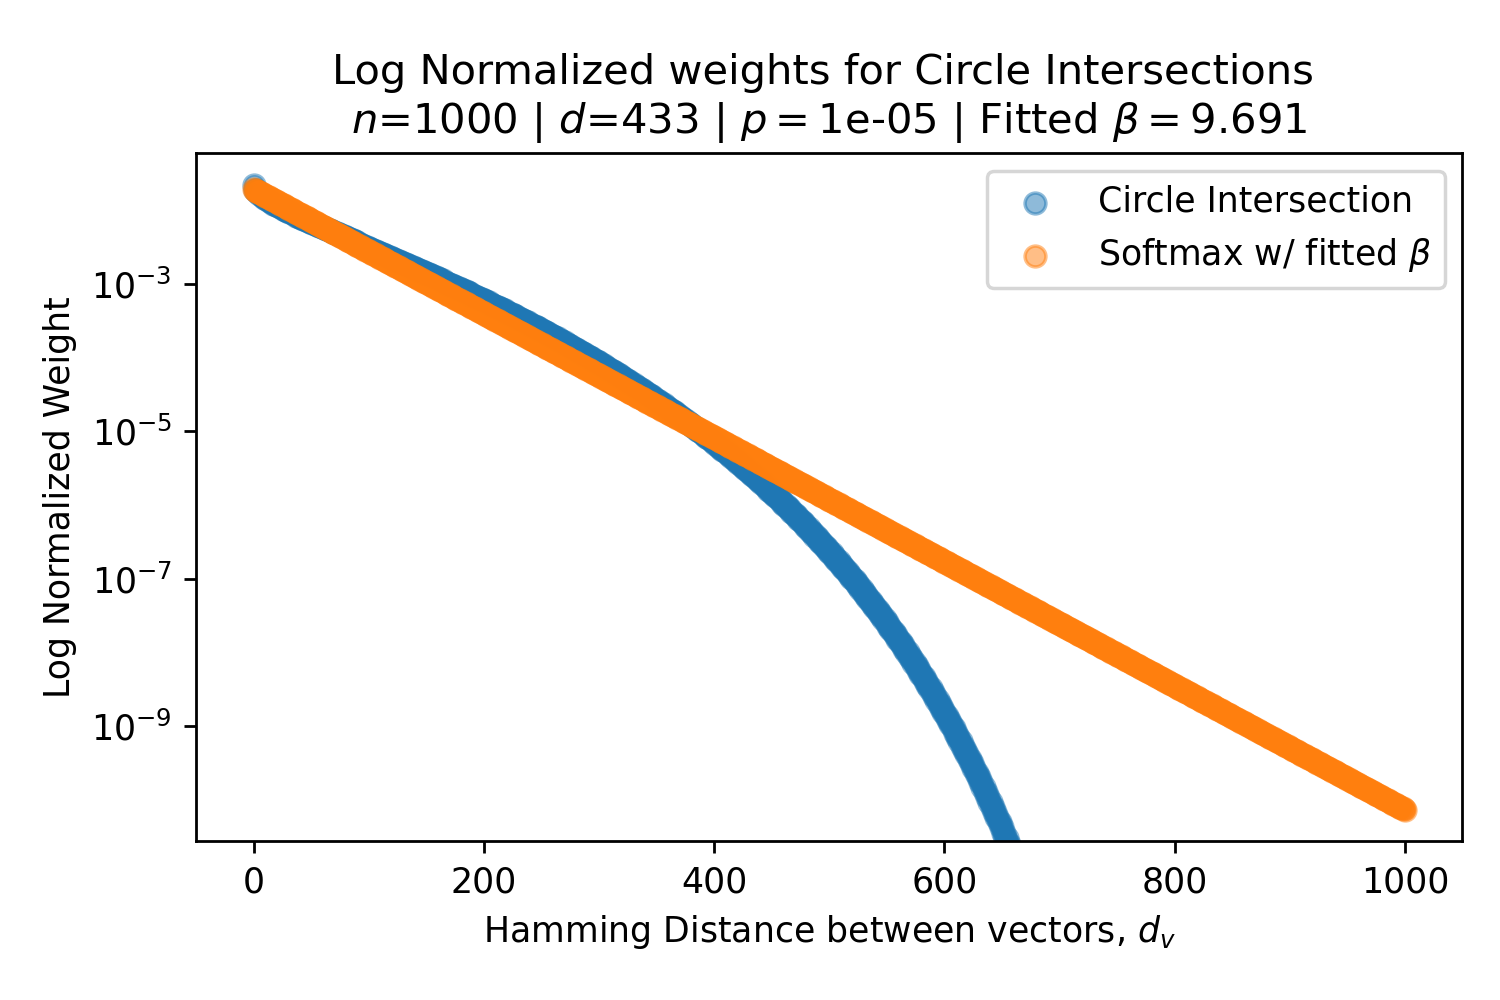 Log Normalized weights for Circle Intersections
n=1000 | d=433 | p = 1e-05 | Fitted β = 9.691
Circle Intersection
Softmax w/ fitted β
Log Normalized Weight
10⁻³
10⁻⁵
10⁻⁷
10⁻⁹
0 200 400 600 800 1000
Hamming Distance between vectors, dᵥ